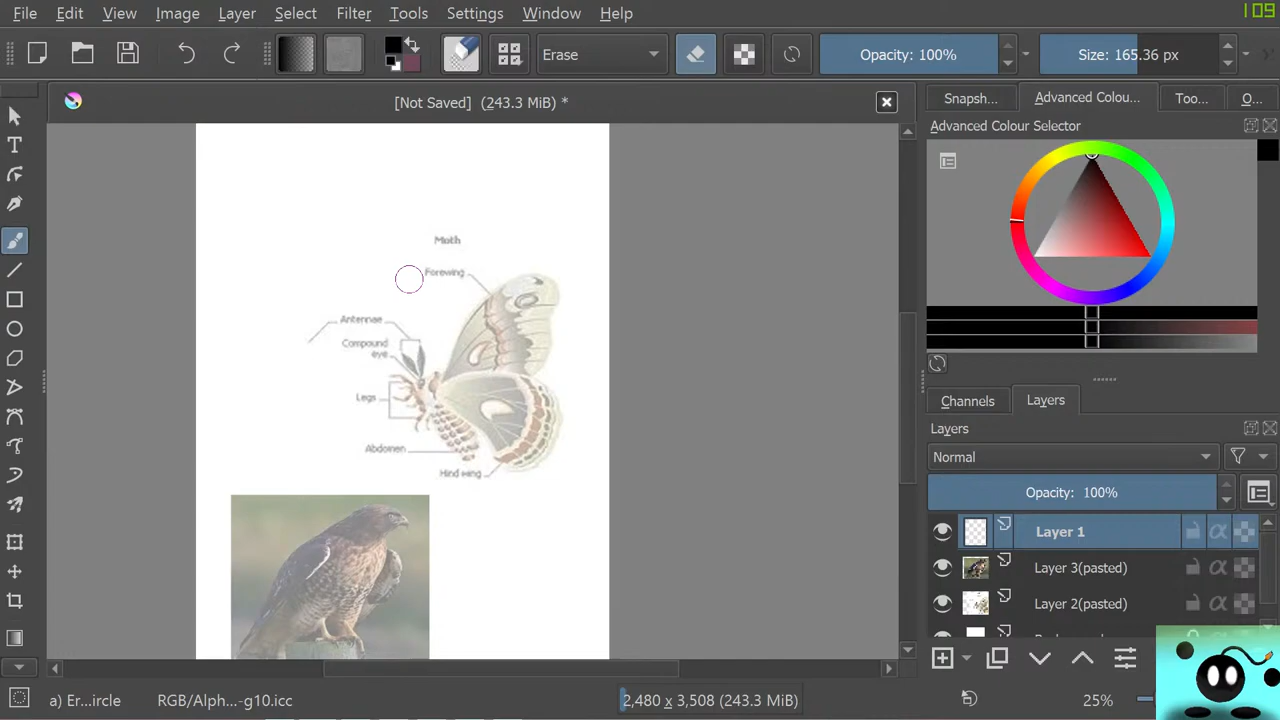 File Edit View Image Layer Select Filter Tools Settings Window Help
109
Erase
Opacity: 100%
Size: 165.36 px
[Not Saved] (243.3 MiB) *
Snapsh...
Advanced Colou...
Too...
O...
Advanced Colour Selector
Moth
Forewing
Antennae
Compound
eye
Legs
Abdomen
Hind wing
Channels
Layers
Layers
Normal
Opacity: 100%
Layer 1
Layer 3(pasted)
Layer 2(pasted)
a) Er...ircle
RGB/Alph...-g10.icc
2,480 x 3,508 (243.3 MiB)
25%